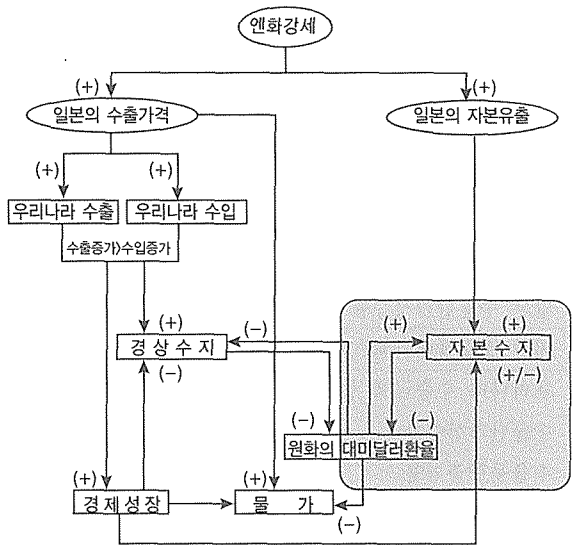 엔화강세
(+) (+)
일본의 수출가격 일본의 자본유출
(+) (+)
우리나라 수출 우리나라 수입
수출증가>수입증가
(+) (-) (+) (+)
경상수지 자본수지
(-) (+/-)
(-) (-)
원화의 대미달러환율
(+) (+)
경제성장 물 가
(-)